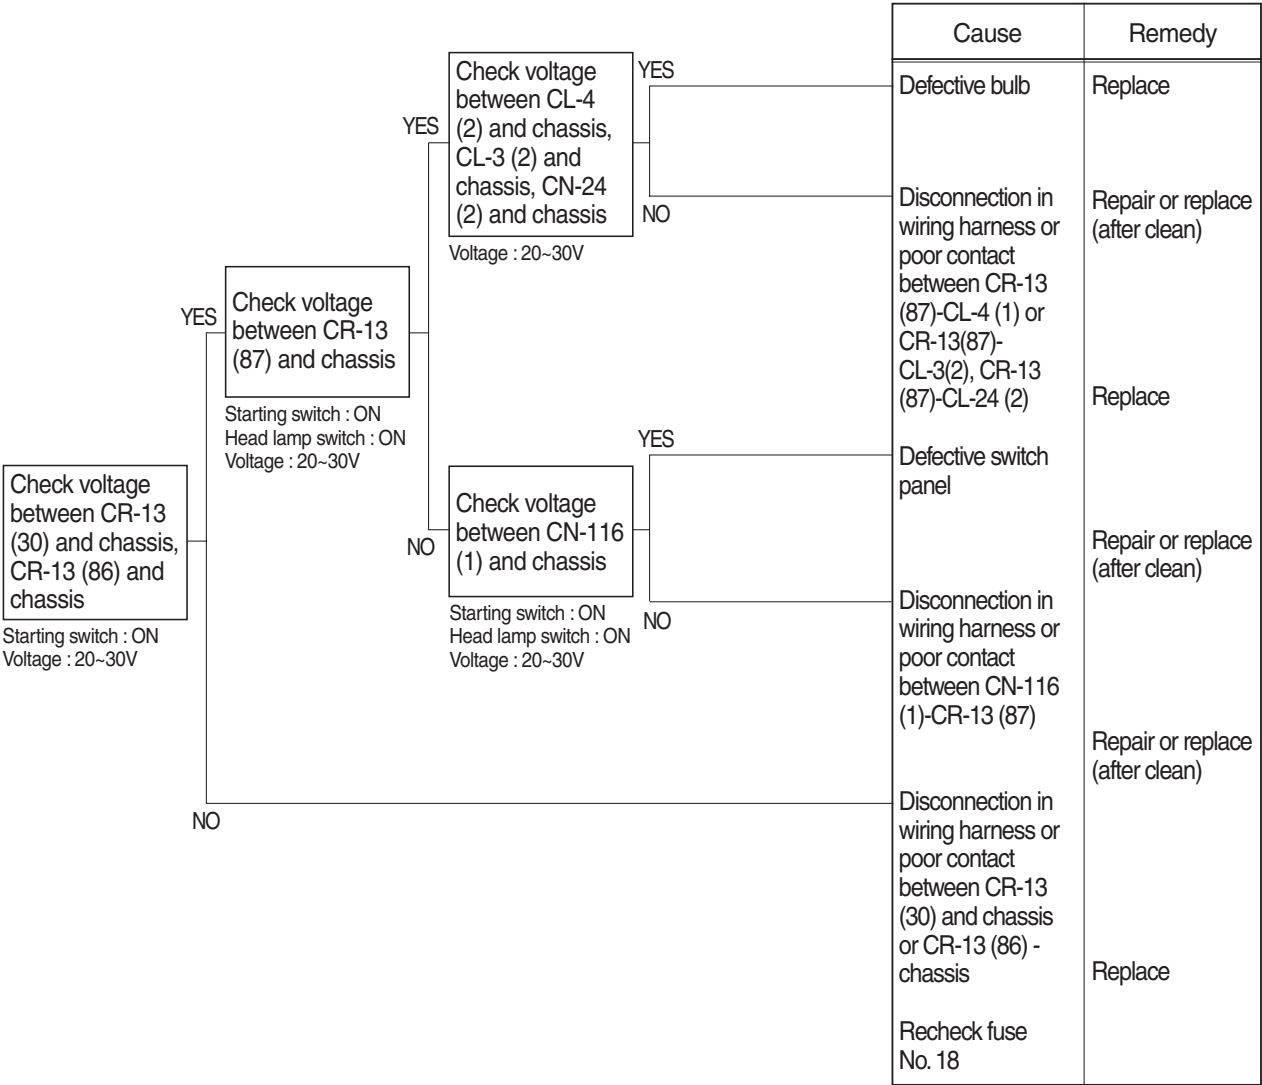 Cause
Remedy
Check voltage
between CL-4
(2) and chassis,
CL-3 (2) and
chassis, CN-24
(2) and chassis
Voltage : 20~30V
YES
YES
NO
Defective bulb
Replace
Disconnection in
wiring harness or
poor contact
between CR-13
(87)-CL-4 (1) or
CR-13(87)-
CL-3(2), CR-13
(87)-CL-24 (2)
Repair or replace
(after clean)
Check voltage
between CR-13
(87) and chassis
Starting switch : ON
Head lamp switch : ON
Voltage : 20~30V
YES
NO
Replace
Check voltage
between CN-116
(1) and chassis
Starting switch : ON
Head lamp switch : ON
Voltage : 20~30V
YES
NO
Defective switch
panel
Repair or replace
(after clean)
Disconnection in
wiring harness or
poor contact
between CN-116
(1)-CR-13 (87)
Check voltage
between CR-13
(30) and chassis,
CR-13 (86) and
chassis
Starting switch : ON
Voltage : 20~30V
NO
Repair or replace
(after clean)
Disconnection in
wiring harness or
poor contact
between CR-13
(30) and chassis
or CR-13 (86) -
chassis
Replace
Recheck fuse
No. 18